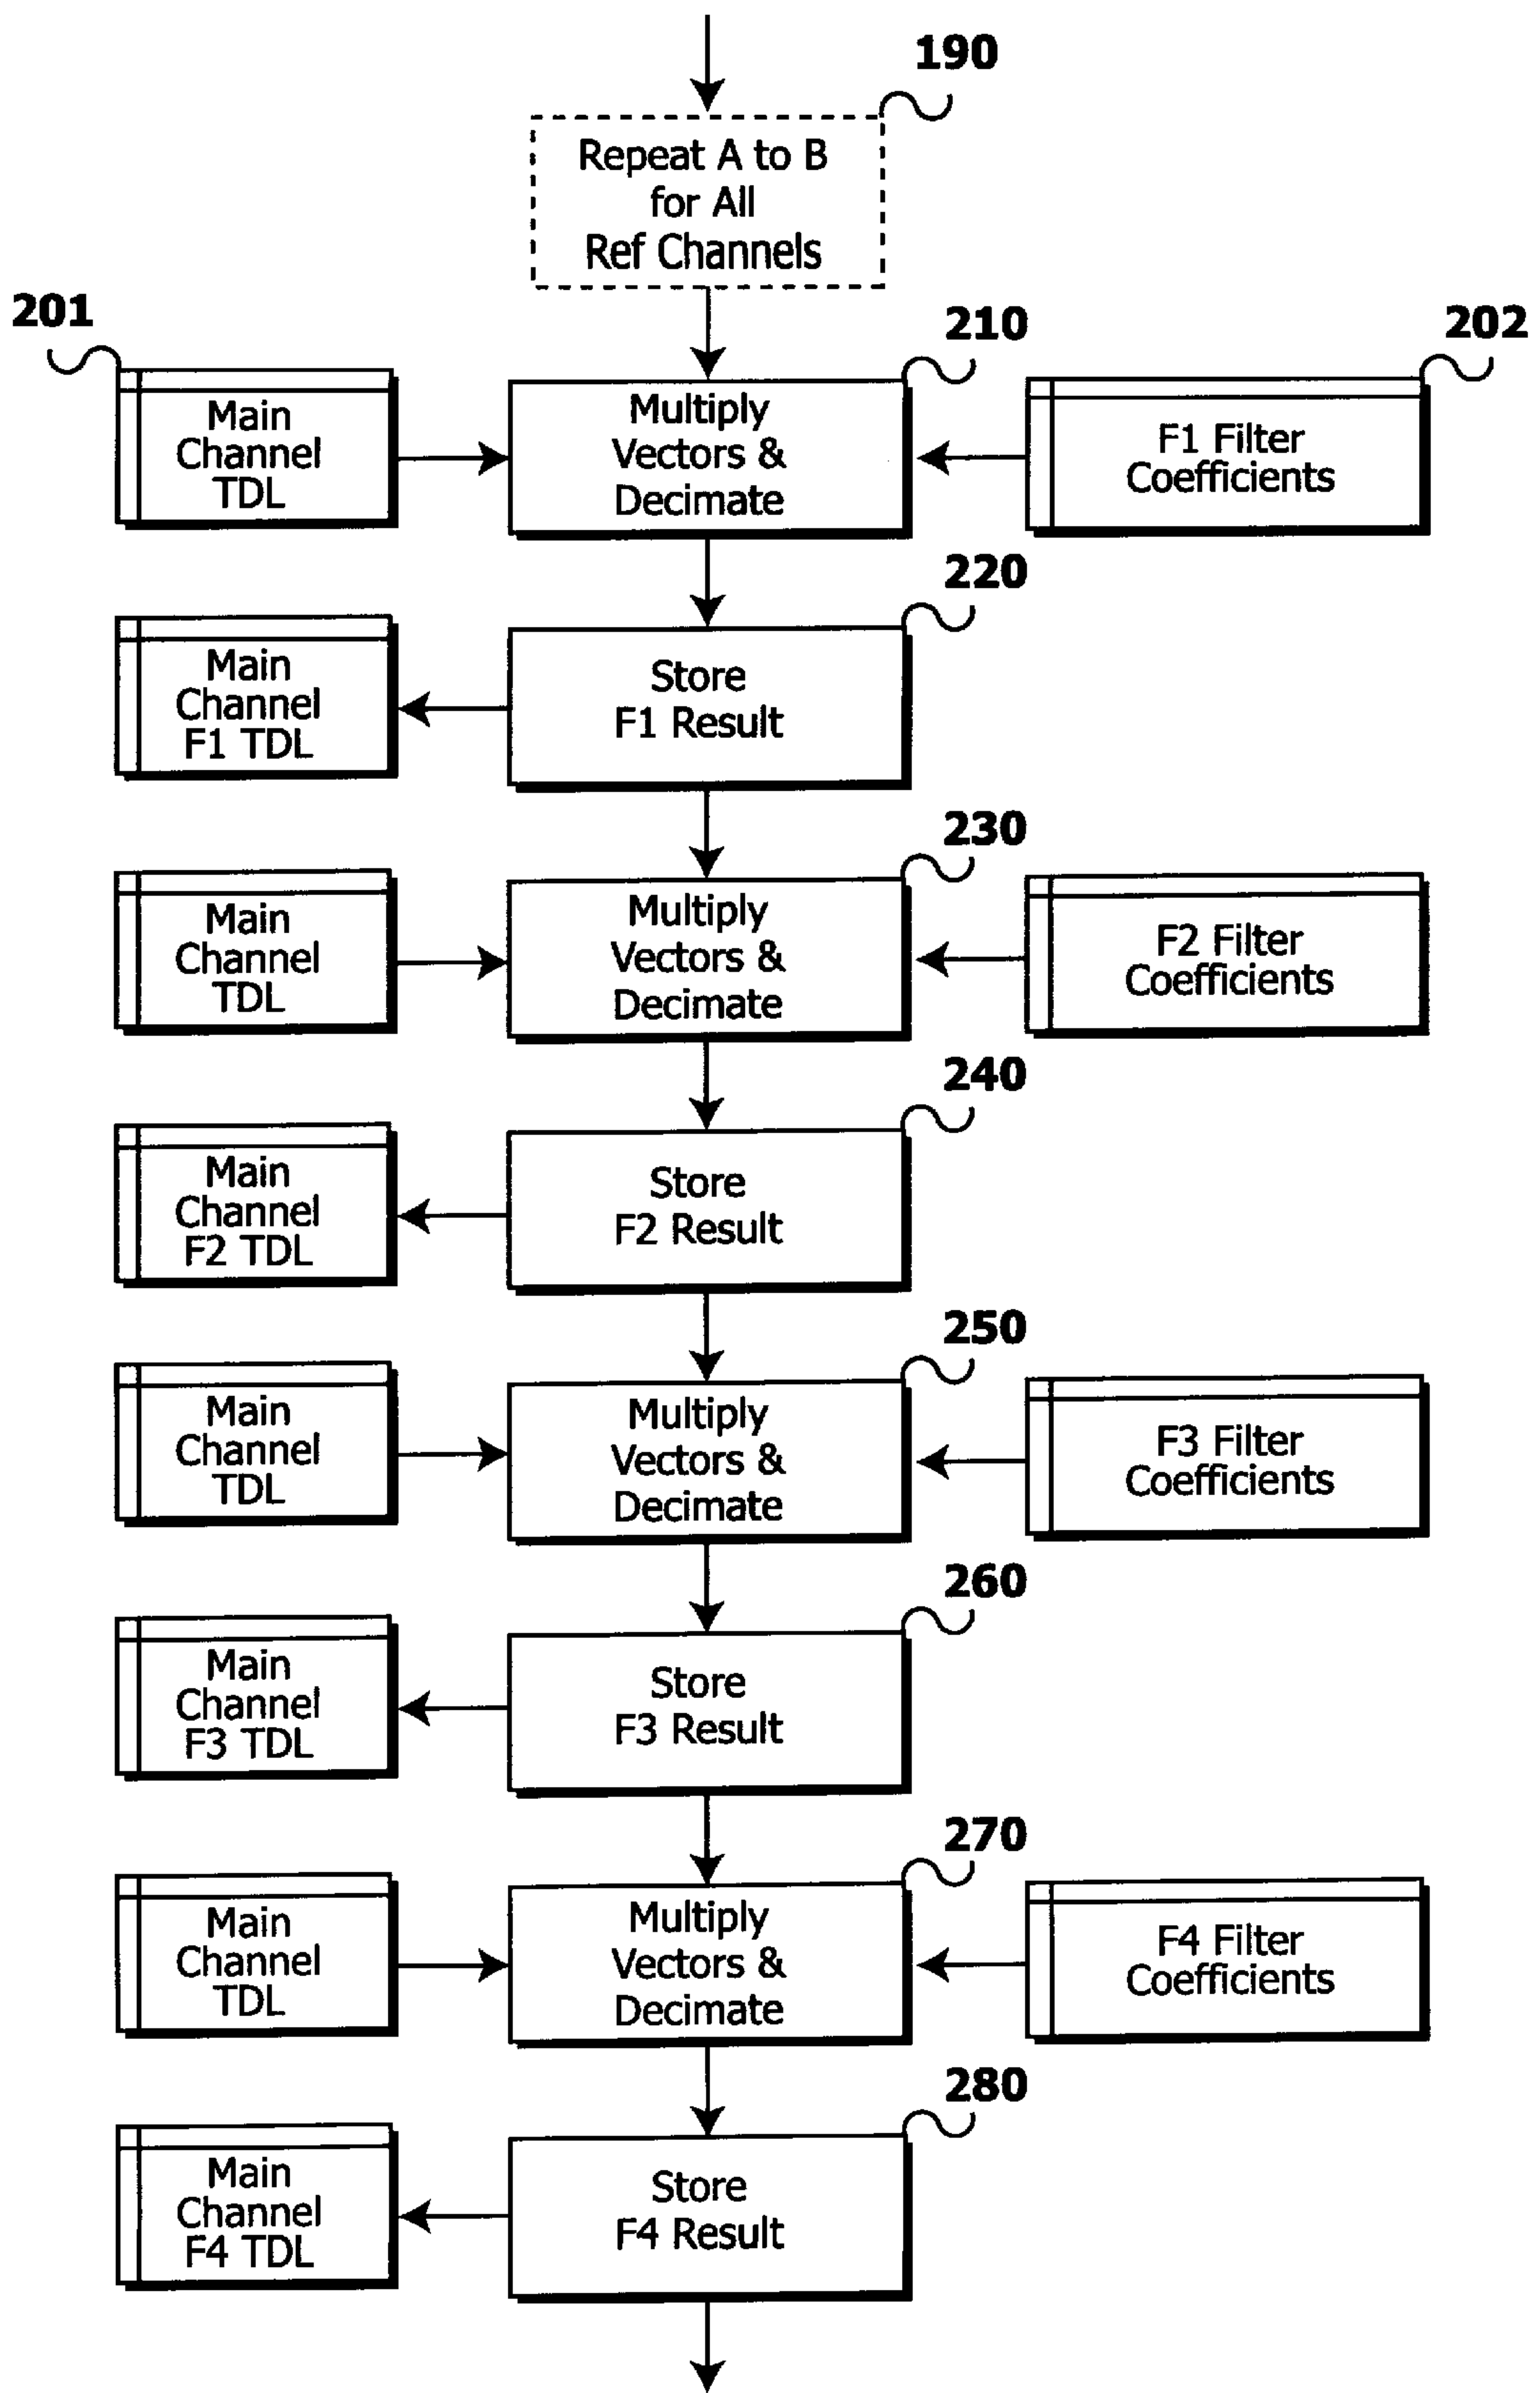 190
Repeat A to B
for All
Ref Channels
201
210
202
Main
Channel
TDL
Multiply
Vectors &
Decimate
F1 Filter
Coefficients
220
Main
Channel
F1 TDL
Store
F1 Result
230
Main
Channel
TDL
Multiply
Vectors &
Decimate
F2 Filter
Coefficients
240
Main
Channel
F2 TDL
Store
F2 Result
250
Main
Channel
TDL
Multiply
Vectors &
Decimate
F3 Filter
Coefficients
260
Main
Channel
F3 TDL
Store
F3 Result
270
Main
Channel
TDL
Multiply
Vectors &
Decimate
F4 Filter
Coefficients
280
Main
Channel
F4 TDL
Store
F4 Result